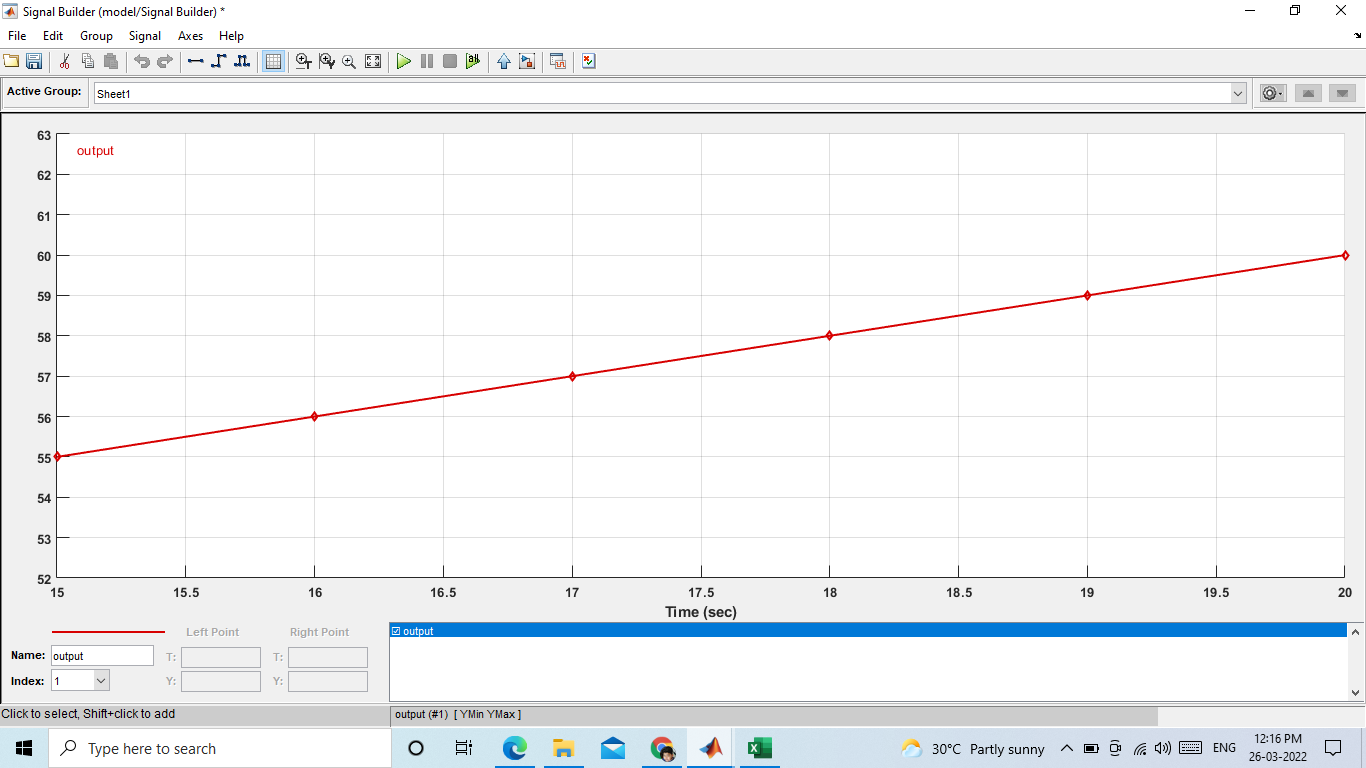 Signal Builder (model/Signal Builder) *
File Edit Group Signal Axes Help
Active Group: Sheet1
63
output
62
61
60
59
58
57
56
55
54
53
52
15 15.5 16 16.5 17 17.5 18 18.5 19 19.5 20
Time (sec)
Left Point Right Point
output
Name: output T: T:
Index: 1 Y: Y:
Click to select, Shift+click to add output (#1) [ YMin YMax ]
Type here to search
30°C Partly sunny
ENG
12:16 PM
26-03-2022